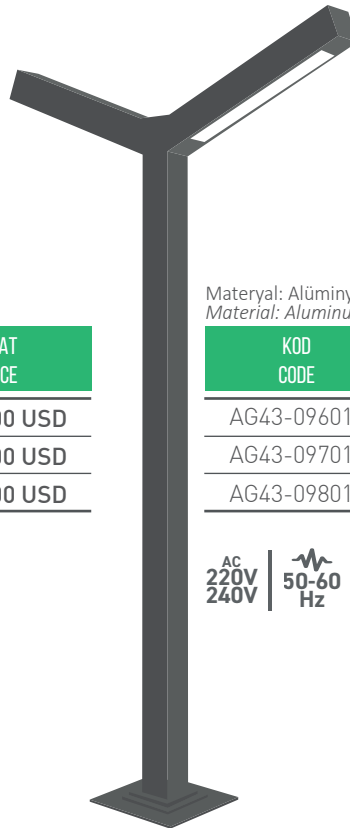 Materyal: Alüminy
Material: Aluminu
AT
CE
00 USD
00 USD
00 USD
KOD
CODE
AG43-09601
AG43-09701
AG43-09801
AC
220V
240V
50-60
Hz